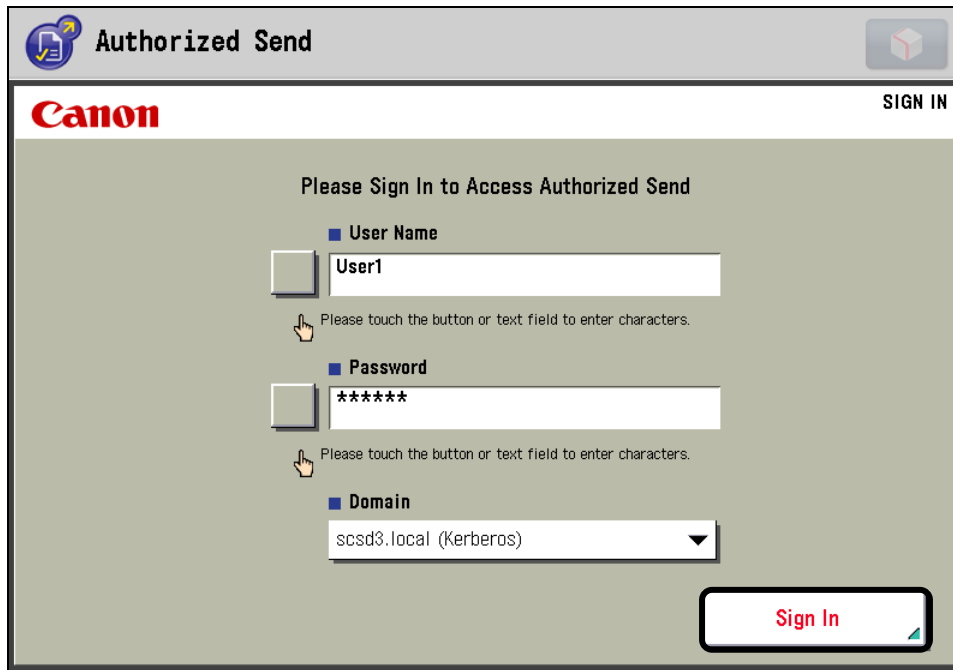 Authorized Send
Canon
SIGN IN
Please Sign In to Access Authorized Send
User Name
User1
Please touch the button or text field to enter characters.
Password
******
Please touch the button or text field to enter characters.
Domain
scsd3.local (Kerberos)
Sign In